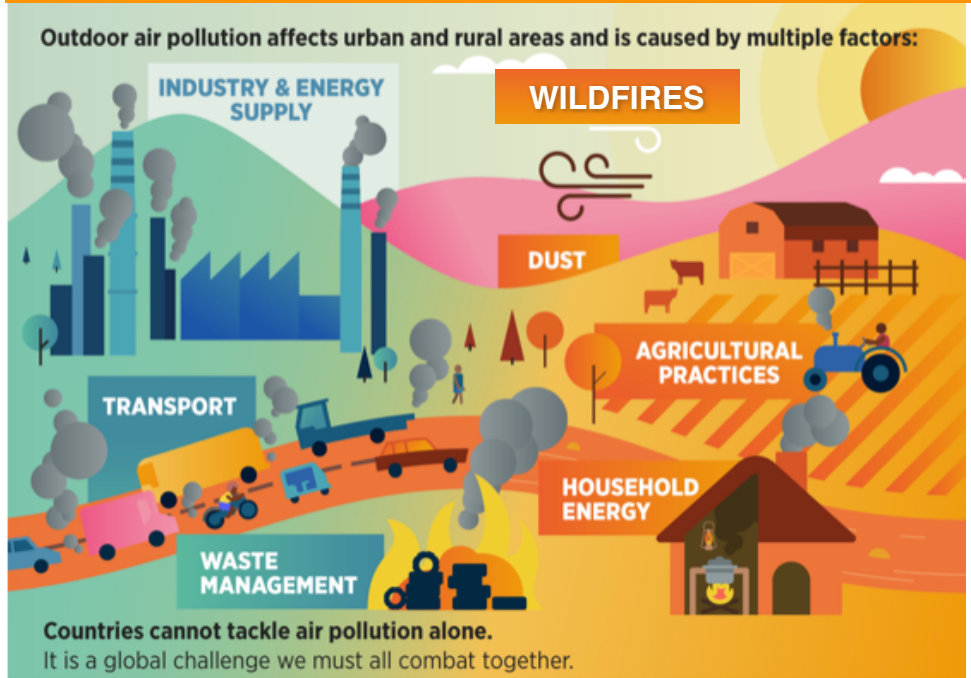 Outdoor air pollution affects urban and rural areas and is caused by multiple factors:
INDUSTRY & ENERGY
SUPPLY
WILDFIRES
DUST
AGRICULTURAL
PRACTICES
TRANSPORT
HOUSEHOLD
ENERGY
WASTE
MANAGEMENT
Countries cannot tackle air pollution alone.
It is a global challenge we must all combat together.